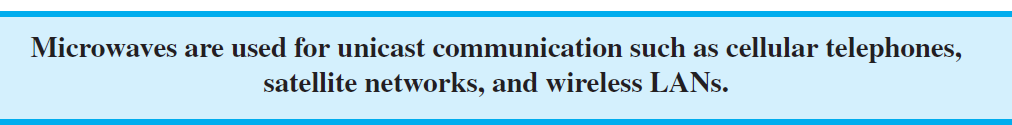 Microwaves are used for unicast communication such as cellular telephones,
satellite networks, and wireless LANs.